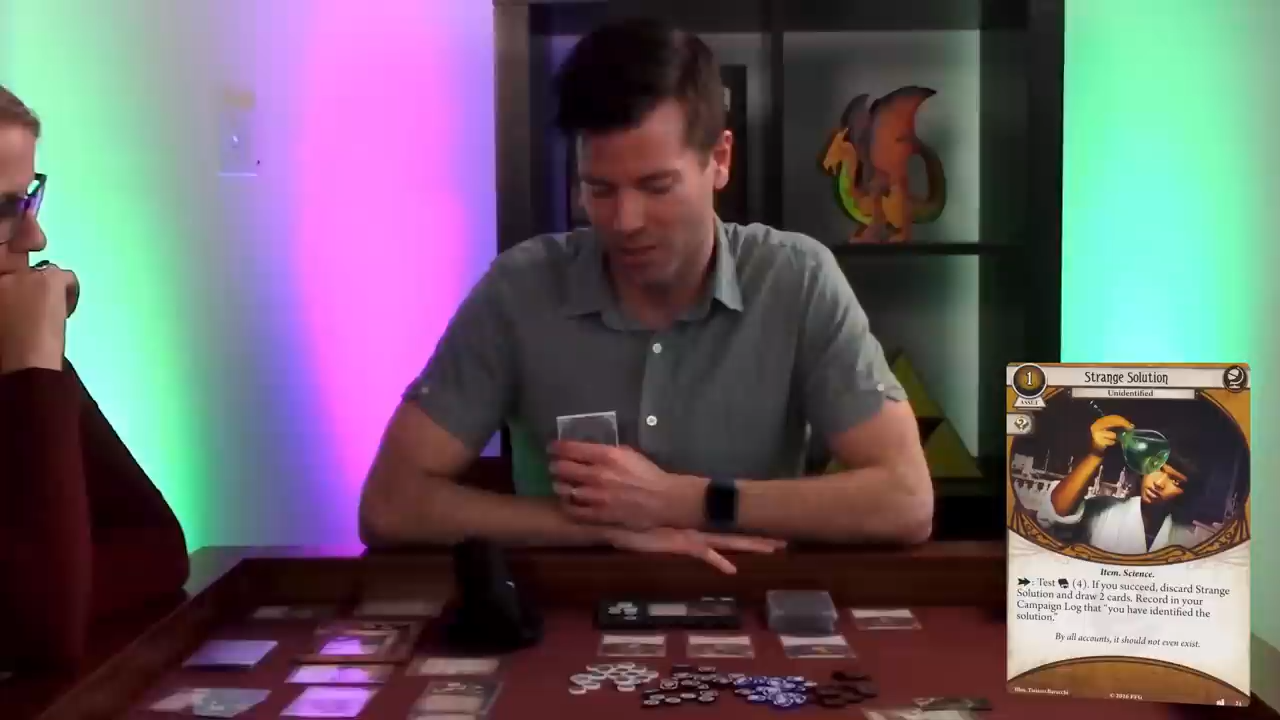 1
Strange Solution
ASSET
Unidentified
?
Item. Science.
: Test (4). If you succeed, discard Strange
Solution and draw 2 cards. Record in your
Campaign Log that "you have identified the
solution."
By all accounts, it should not even exist.
Illus. Tiziano Baracchi
© 2016 FFG
21